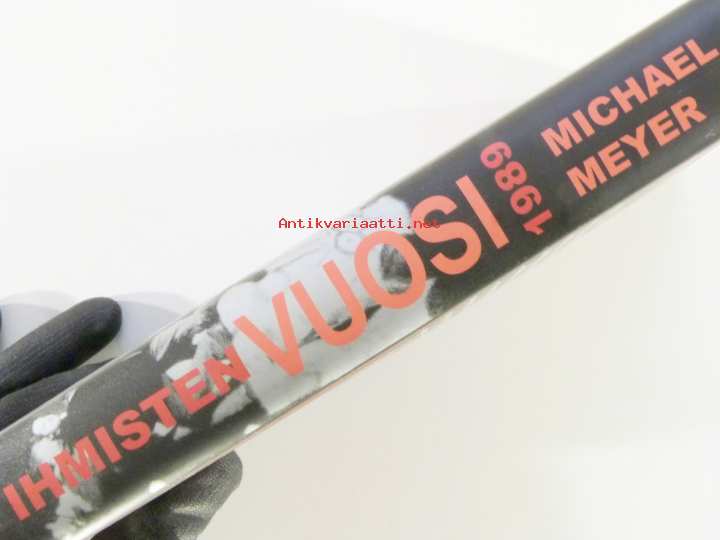 IHMISTEN VUOSI 1989
MICHAEL
MEYER
Antikvariaatti.net